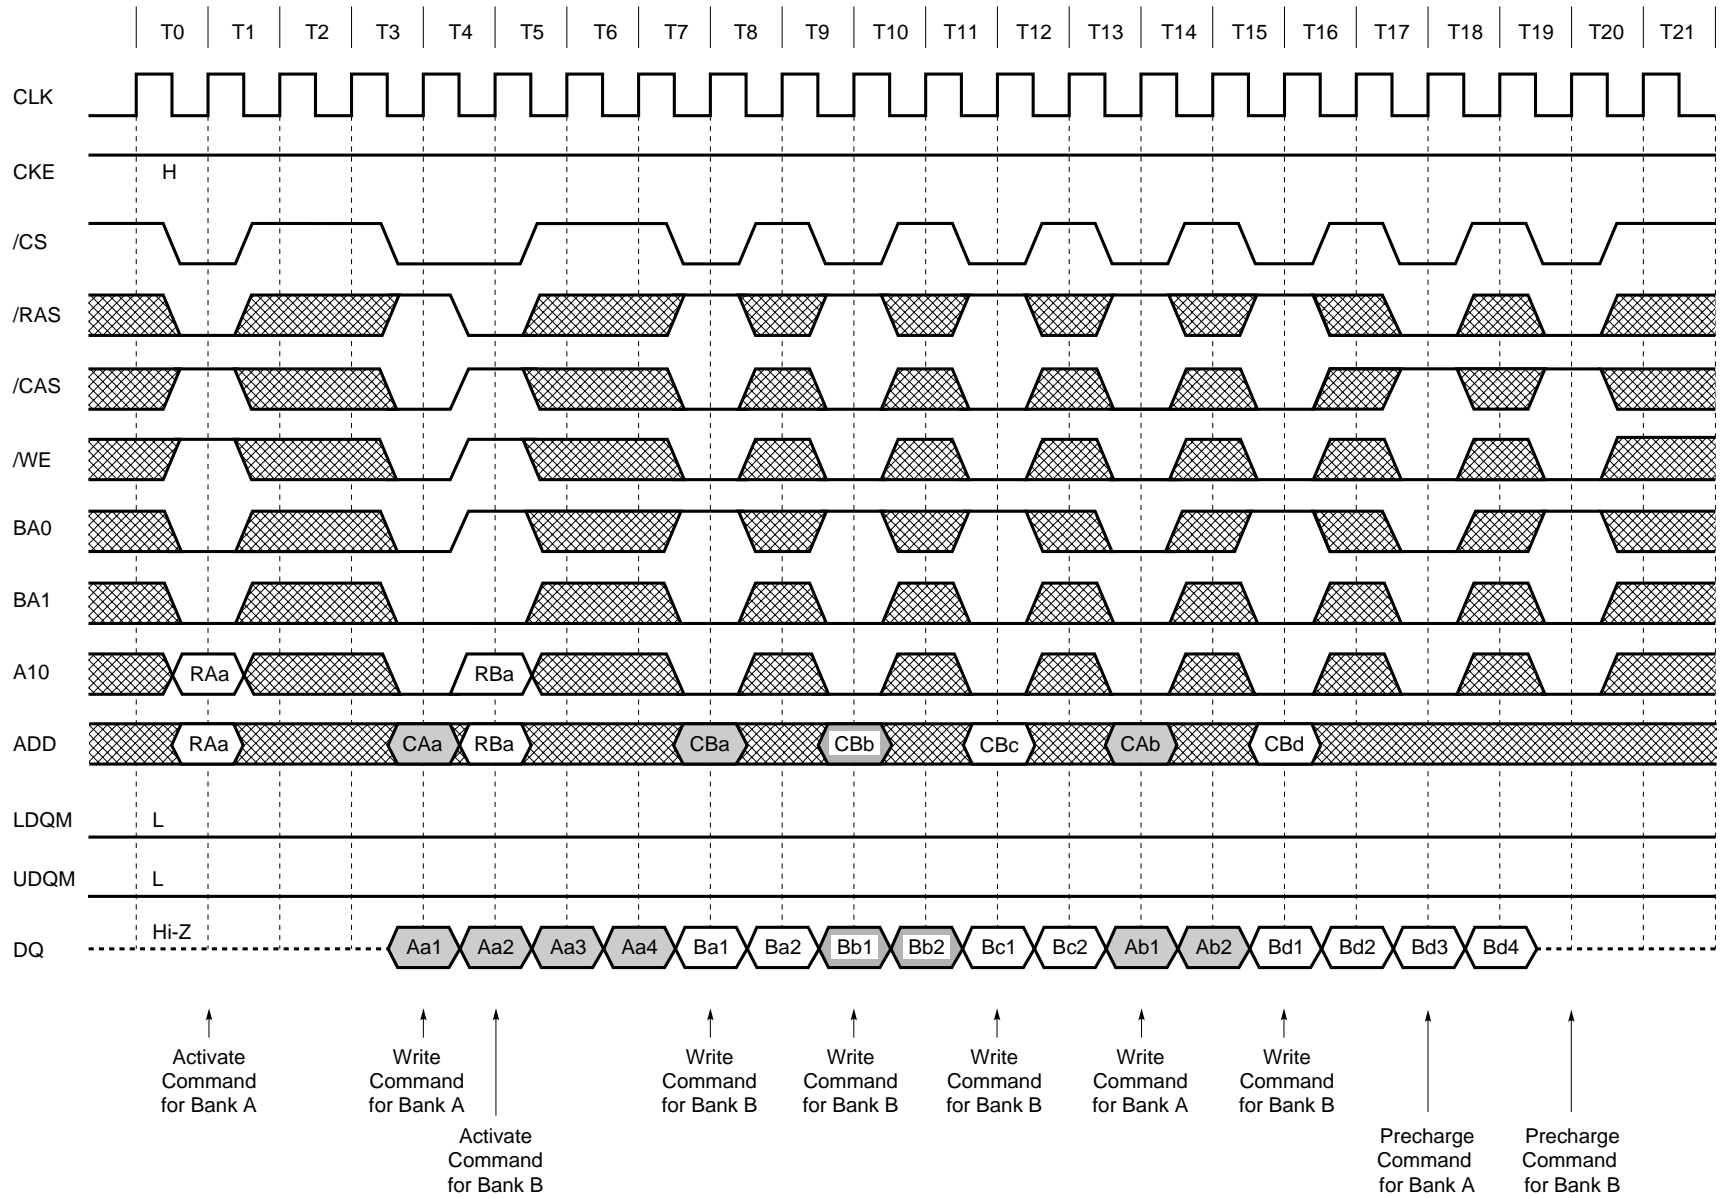 T0 T1 T2 T3 T4 T5 T6 T7 T8 T9 T10 T11 T12 T13 T14 T15 T16 T17 T18 T19 T20 T21
CLK
CKE H
/CS
/RAS
/CAS
/WE
BA0
BA1
A10 RAa RBa
ADD RAa CAa RBa CBa CBb CBc CAb CBd
LDQM L
UDQM L
Hi-Z
DQ Aa1 Aa2 Aa3 Aa4 Ba1 Ba2 Bb1 Bb2 Bc1 Bc2 Ab1 Ab2 Bd1 Bd2 Bd3 Bd4
Activate
Command
for Bank A
Write
Command
for Bank A
Activate
Command
for Bank B
Write
Command
for Bank B
Write
Command
for Bank B
Write
Command
for Bank B
Write
Command
for Bank A
Write
Command
for Bank B
Precharge
Command
for Bank A
Precharge
Command
for Bank B